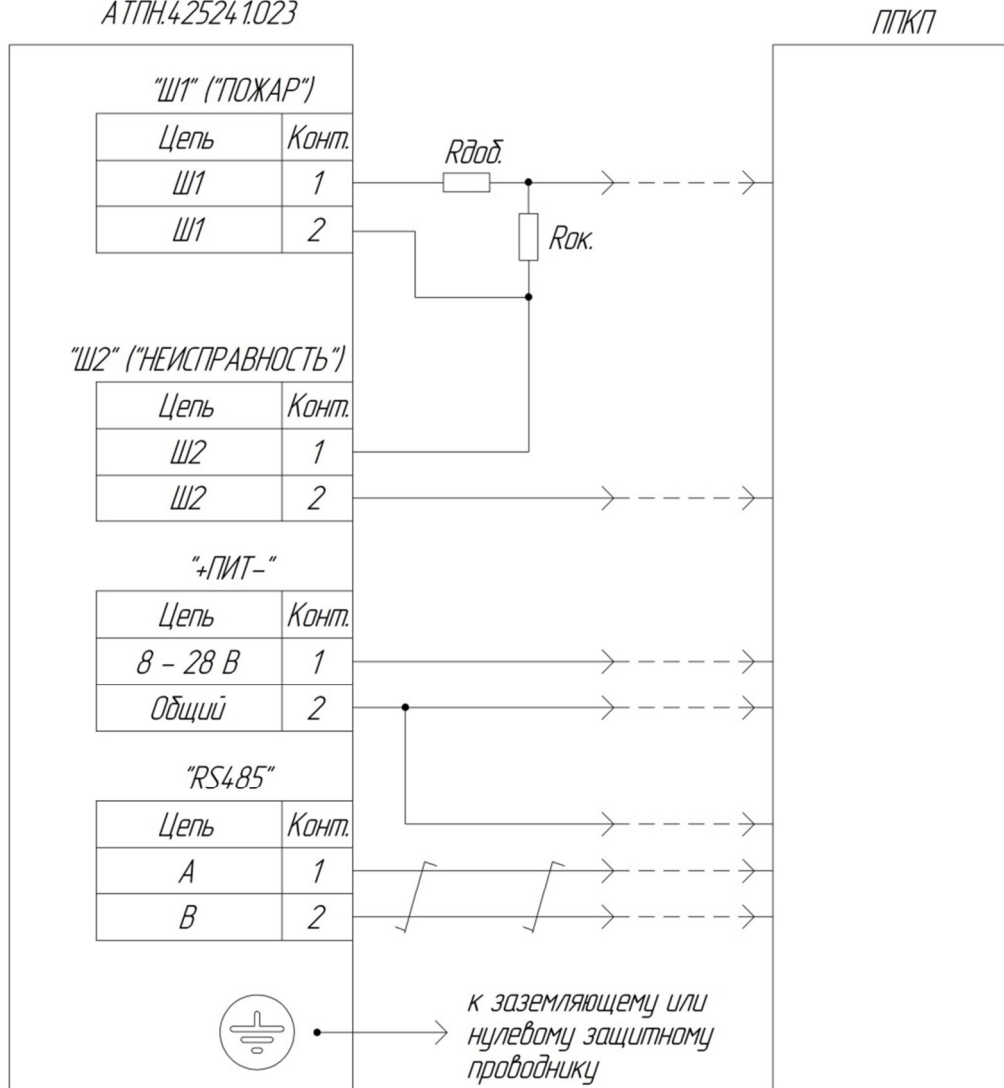 АТПН.425241.023
ППКП
"Ш1" ("ПОЖАР")
Цепь Конт.
Ш1 1
Ш1 2
Rдоб.
Rок.
"Ш2" ("НЕИСПРАВНОСТЬ")
Цепь Конт.
Ш2 1
Ш2 2
"+ПИТ–"
Цепь Конт.
8 – 28 В 1
Общий 2
"RS485"
Цепь Конт.
А 1
В 2
к заземляющему или
нулевому защитному
проводнику